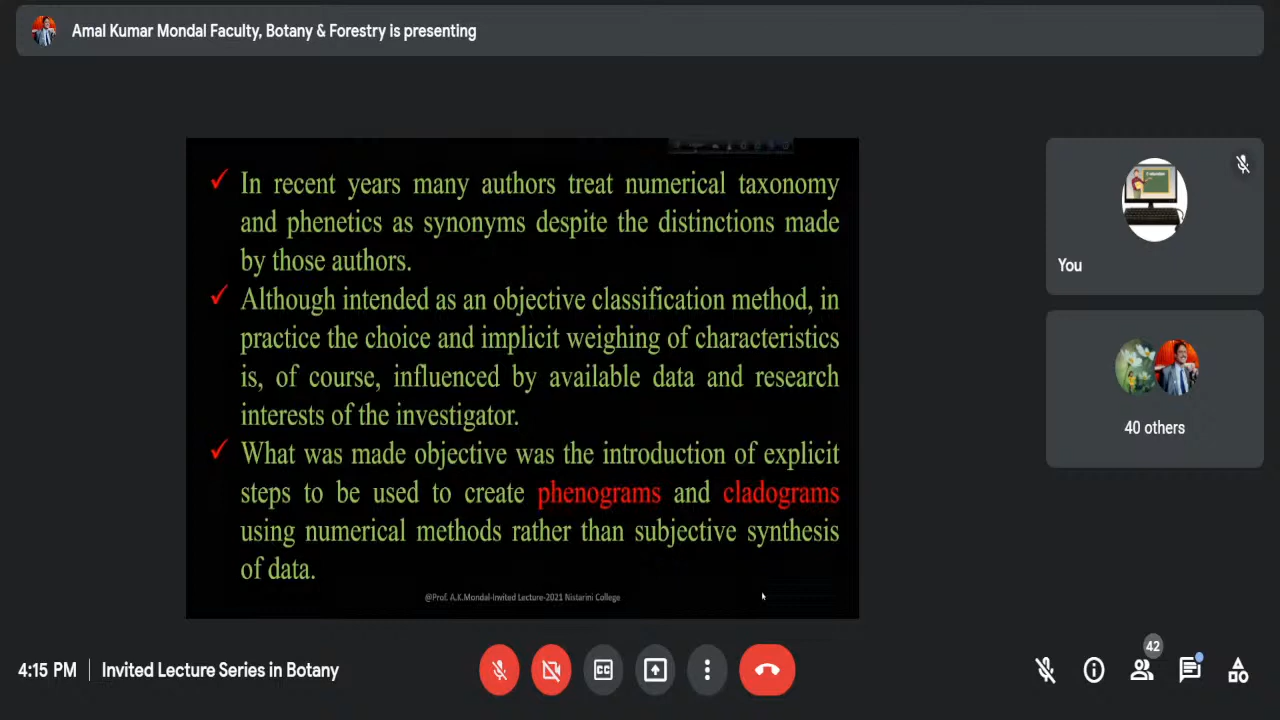 Amal Kumar Mondal Faculty, Botany & Forestry is presenting
In recent years many authors treat numerical taxonomy
and phenetics as synonyms despite the distinctions made
by those authors.
Although intended as an objective classification method, in
practice the choice and implicit weighing of characteristics
is, of course, influenced by available data and research
interests of the investigator.
What was made objective was the introduction of explicit
steps to be used to create phenograms and cladograms
using numerical methods rather than subjective synthesis
of data.
@Prof. A.K.Mondal-Invited Lecture-2021 Nistarini College
You
40 others
4:15 PM
Invited Lecture Series in Botany
CC
42